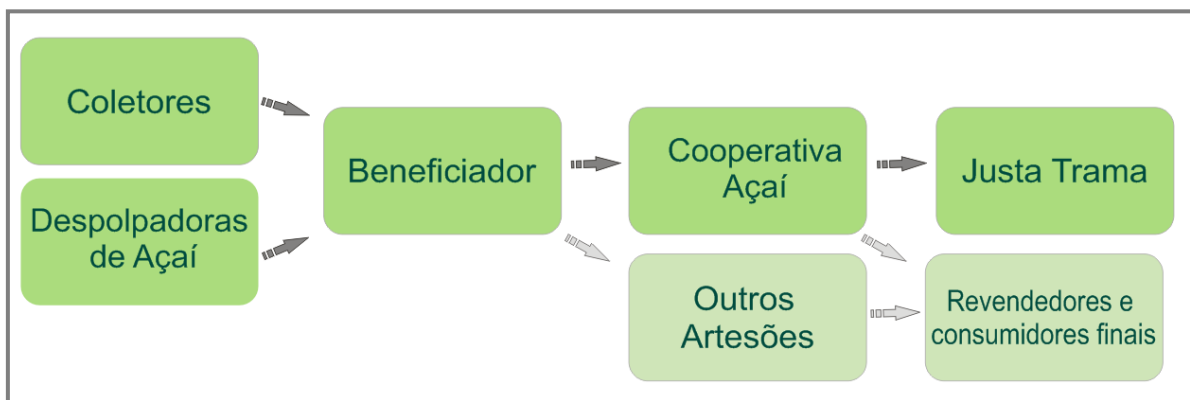 Coletores
Despolpadoras
de Açaí
Beneficiador
Cooperativa
Açaí
Justa Trama
Outros
Artesões
Revendedores e
consumidores finais